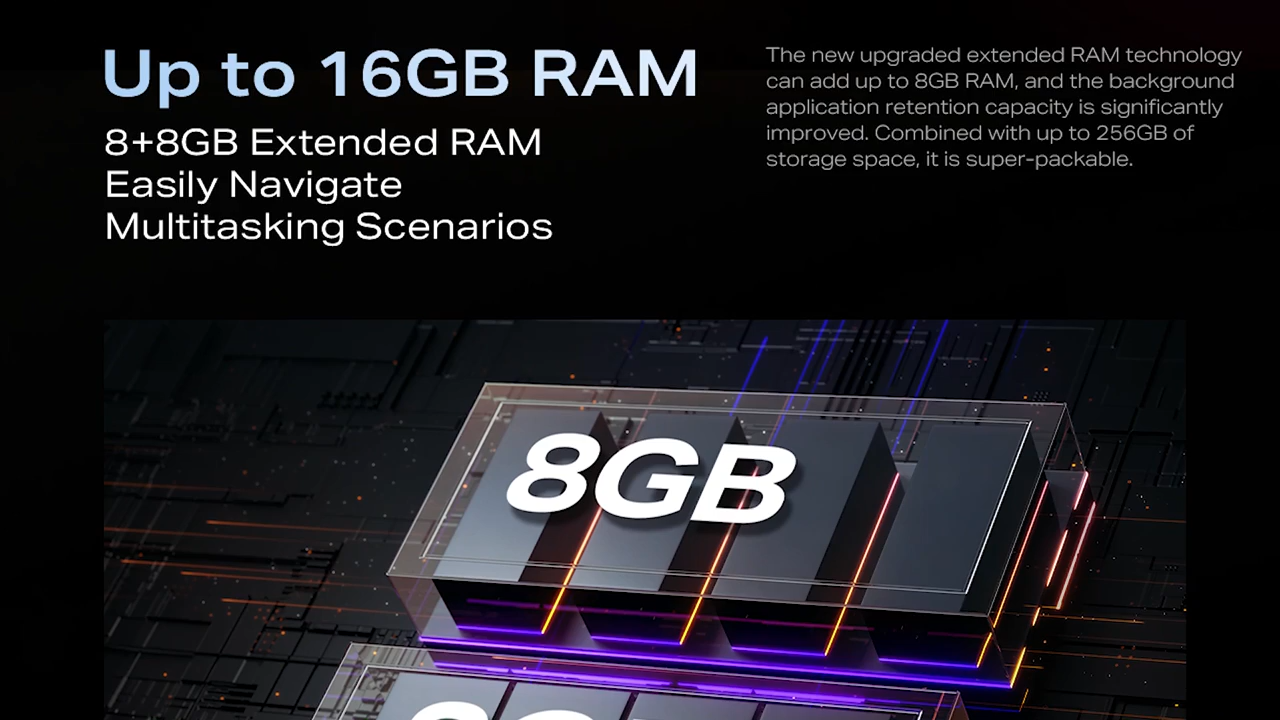 Up to 16GB RAM
8+8GB Extended RAM
Easily Navigate
Multitasking Scenarios
The new upgraded extended RAM technology
can add up to 8GB RAM, and the background
application retention capacity is significantly
improved. Combined with up to 256GB of
storage space, it is super-packable.
8GB